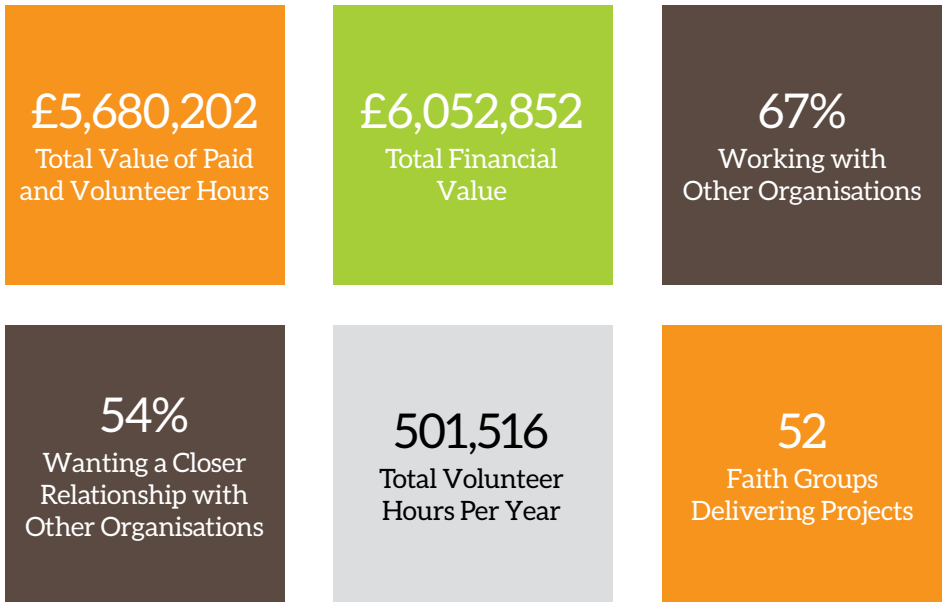 £5,680,202
Total Value of Paid
and Volunteer Hours
£6,052,852
Total Financial
Value
67%
Working with
Other Organisations
54%
Wanting a Closer
Relationship with
Other Organisations
501,516
Total Volunteer
Hours Per Year
52
Faith Groups
Delivering Projects